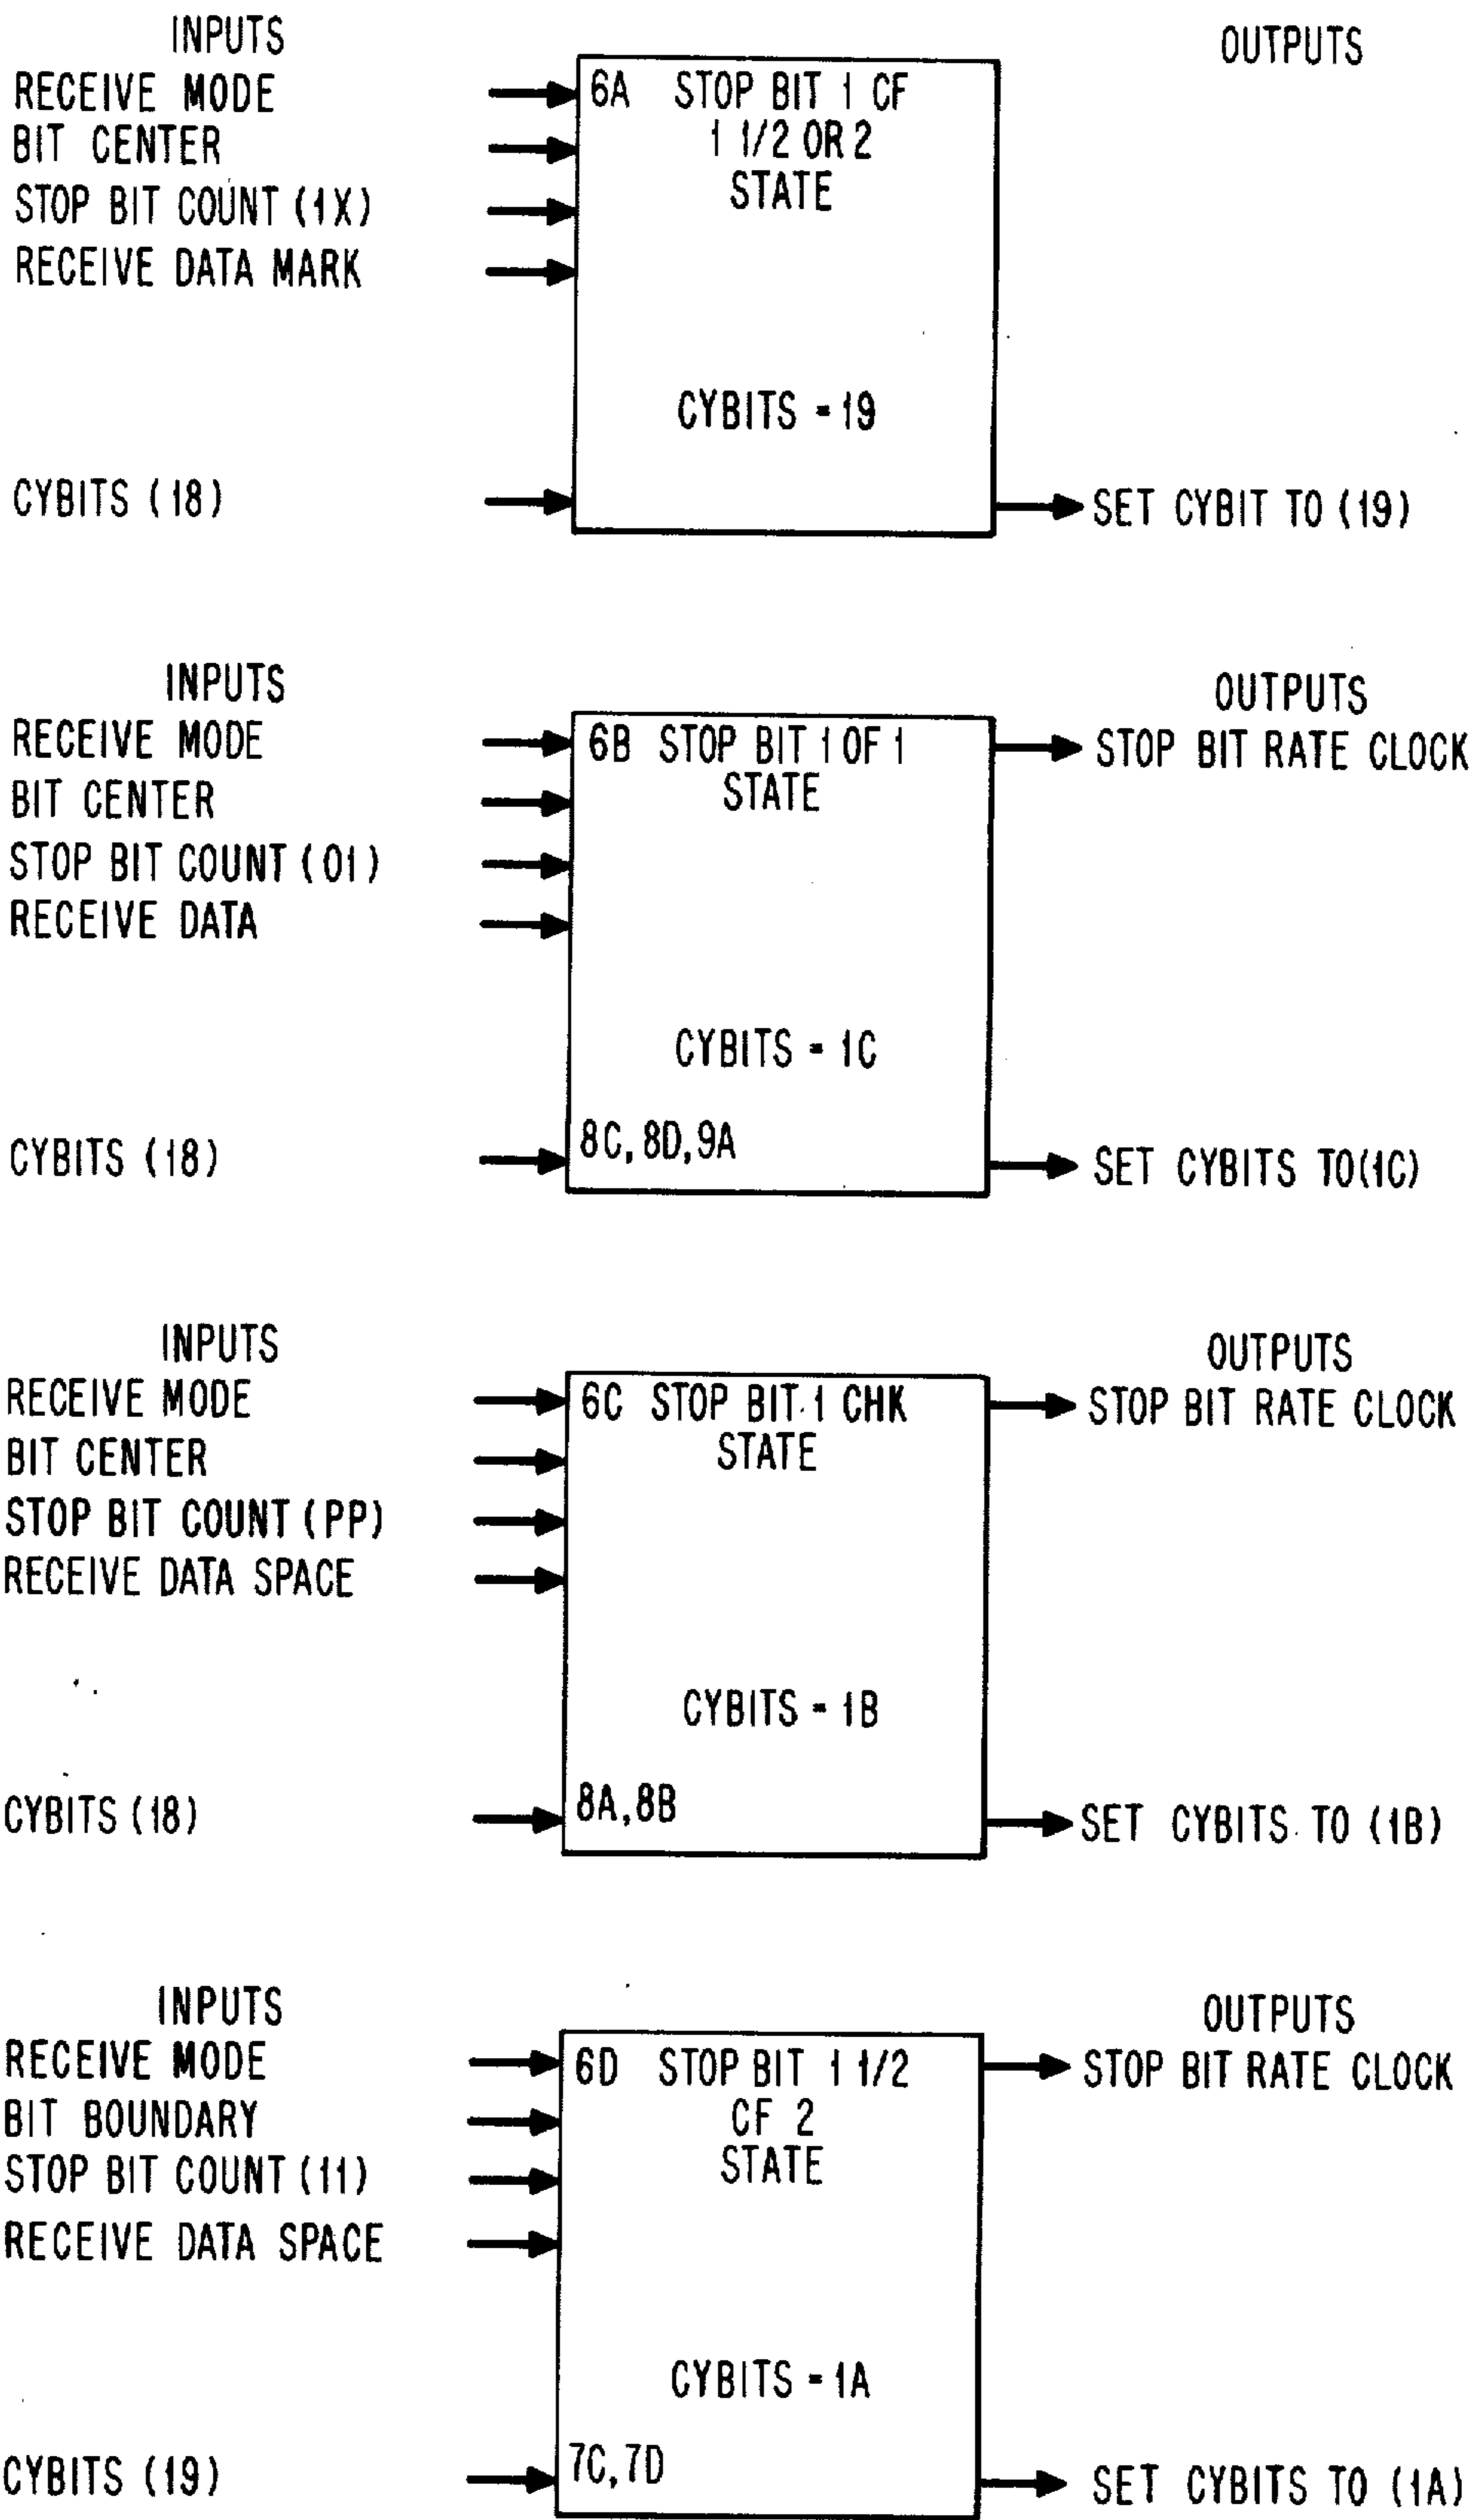 INPUTS
OUTPUTS
RECEIVE MODE
BIT CENTER
STOP BIT COUNT (1X)
RECEIVE DATA MARK
6A STOP BIT 1 CF
1 1/2 OR 2
STATE
CYBITS = 19
CYBITS (18)
SET CYBIT TO (19)
INPUTS
OUTPUTS
RECEIVE MODE
BIT CENTER
STOP BIT COUNT (01)
RECEIVE DATA
6B STOP BIT 1 OF 1
STATE
STOP BIT RATE CLOCK
CYBITS = 1C
CYBITS (18)
8C, 8D, 9A
SET CYBITS TO (1C)
INPUTS
OUTPUTS
RECEIVE MODE
BIT CENTER
STOP BIT COUNT (PP)
RECEIVE DATA SPACE
6C STOP BIT 1 CHK
STATE
STOP BIT RATE CLOCK
CYBITS = 1B
CYBITS (18)
8A, 8B
SET CYBITS TO (1B)
INPUTS
OUTPUTS
RECEIVE MODE
BIT BOUNDARY
STOP BIT COUNT (11)
RECEIVE DATA SPACE
6D STOP BIT 1 1/2
CF 2
STATE
STOP BIT RATE CLOCK
CYBITS = 1A
CYBITS (19)
7C, 7D
SET CYBITS TO (1A)